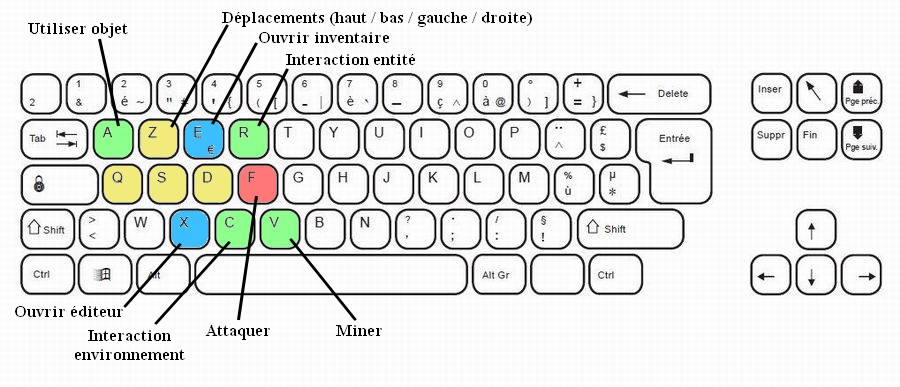 Déplacements (haut / bas / gauche / droite)
Utiliser objet
Ouvrir inventaire
Interaction entité
2
1 &
2 é ~
3 " #
4 ' {
5 ( [
6 - |
7 è `
8 _
9 ç ^
0 à @
° ) ]
+ = }
Delete
Inser
Pge préc.
Tab
A
Z
E €
R
T
Y
U
I
O
P
¨ ^
£ $
Entrée
Suppr
Fin
Pge suiv.
Q
S
D
F
G
H
J
K
L
M
% ù
µ *
Shift
> <
W
X
C
V
B
N
? ,
. ;
/ :
§ !
Shift
Ctrl
Alt
Alt Gr
Ctrl
Ouvrir éditeur
Interaction
environnement
Attaquer
Miner